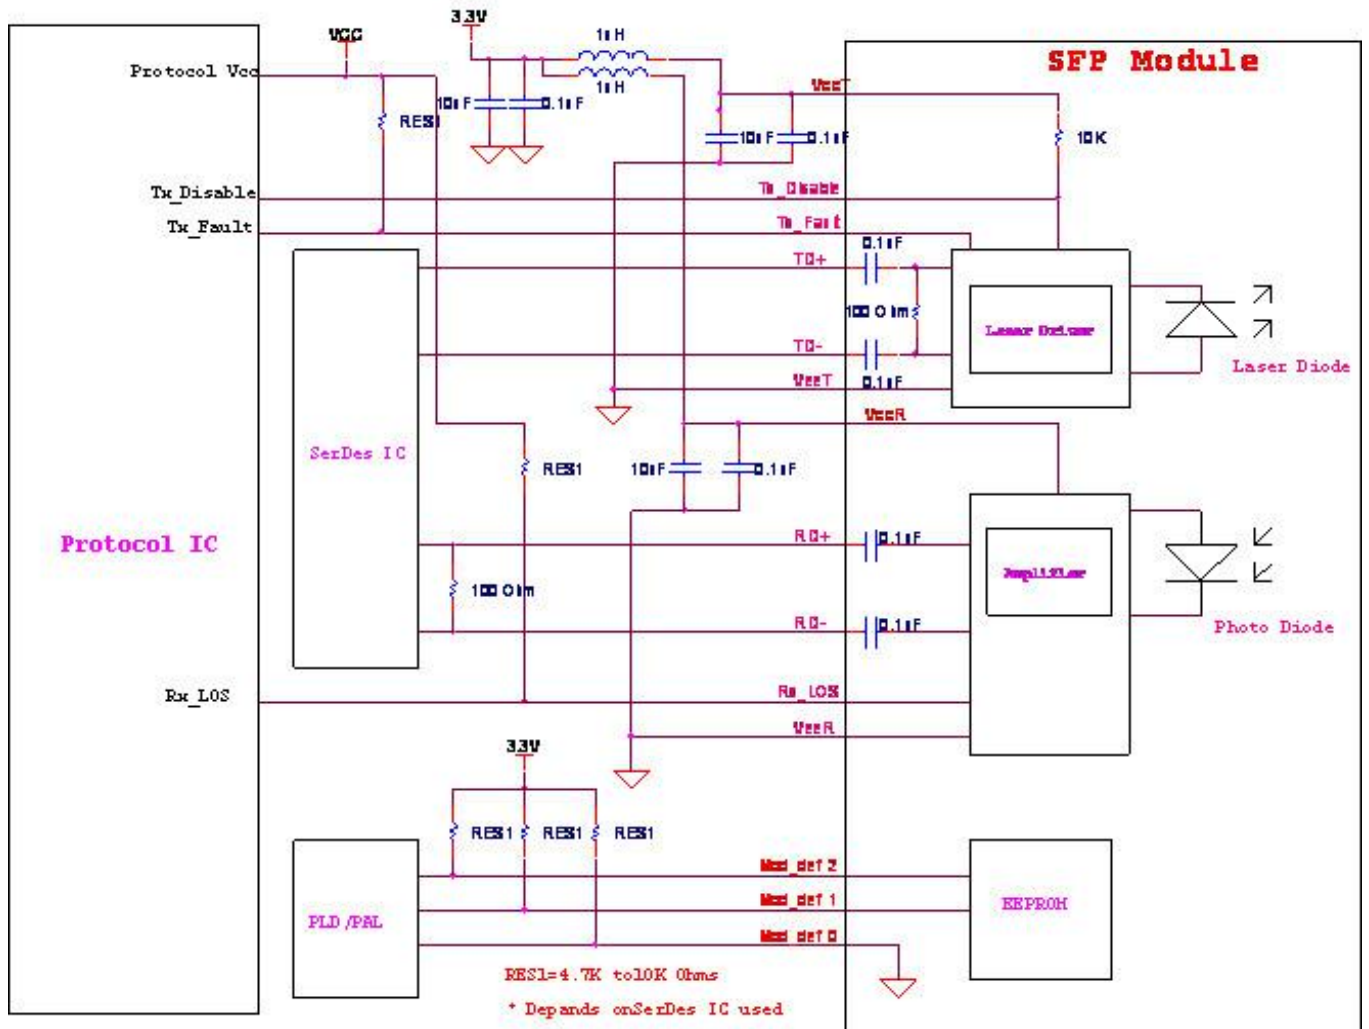 3.3V
VCC
1uH
SFP Module
Protocol Vcc
1uH
VccT
10uF
0.1uF
RES1
10uF
0.1uF
10K
Tx_Disable
Tx_Disable
Tx_Fault
Tx_Fault
0.1uF
TD+
100 Ohm
Laser Driver
TD-
Laser Diode
VeeT
0.1uF
VccR
SerDes IC
RES1
10uF
0.1uF
Protocol IC
RD+
0.1uF
Amplifier
100 Ohm
RD-
0.1uF
Photo Diode
Rx_LOS
Rx_LOS
VeeR
3.3V
RES1
RES1
RES1
Mod_def 2
Mod_def 1
EEPROM
PLD/PAL
Mod_def 0
RES1=4.7K to10K Ohms
* Depands onSerDes IC used